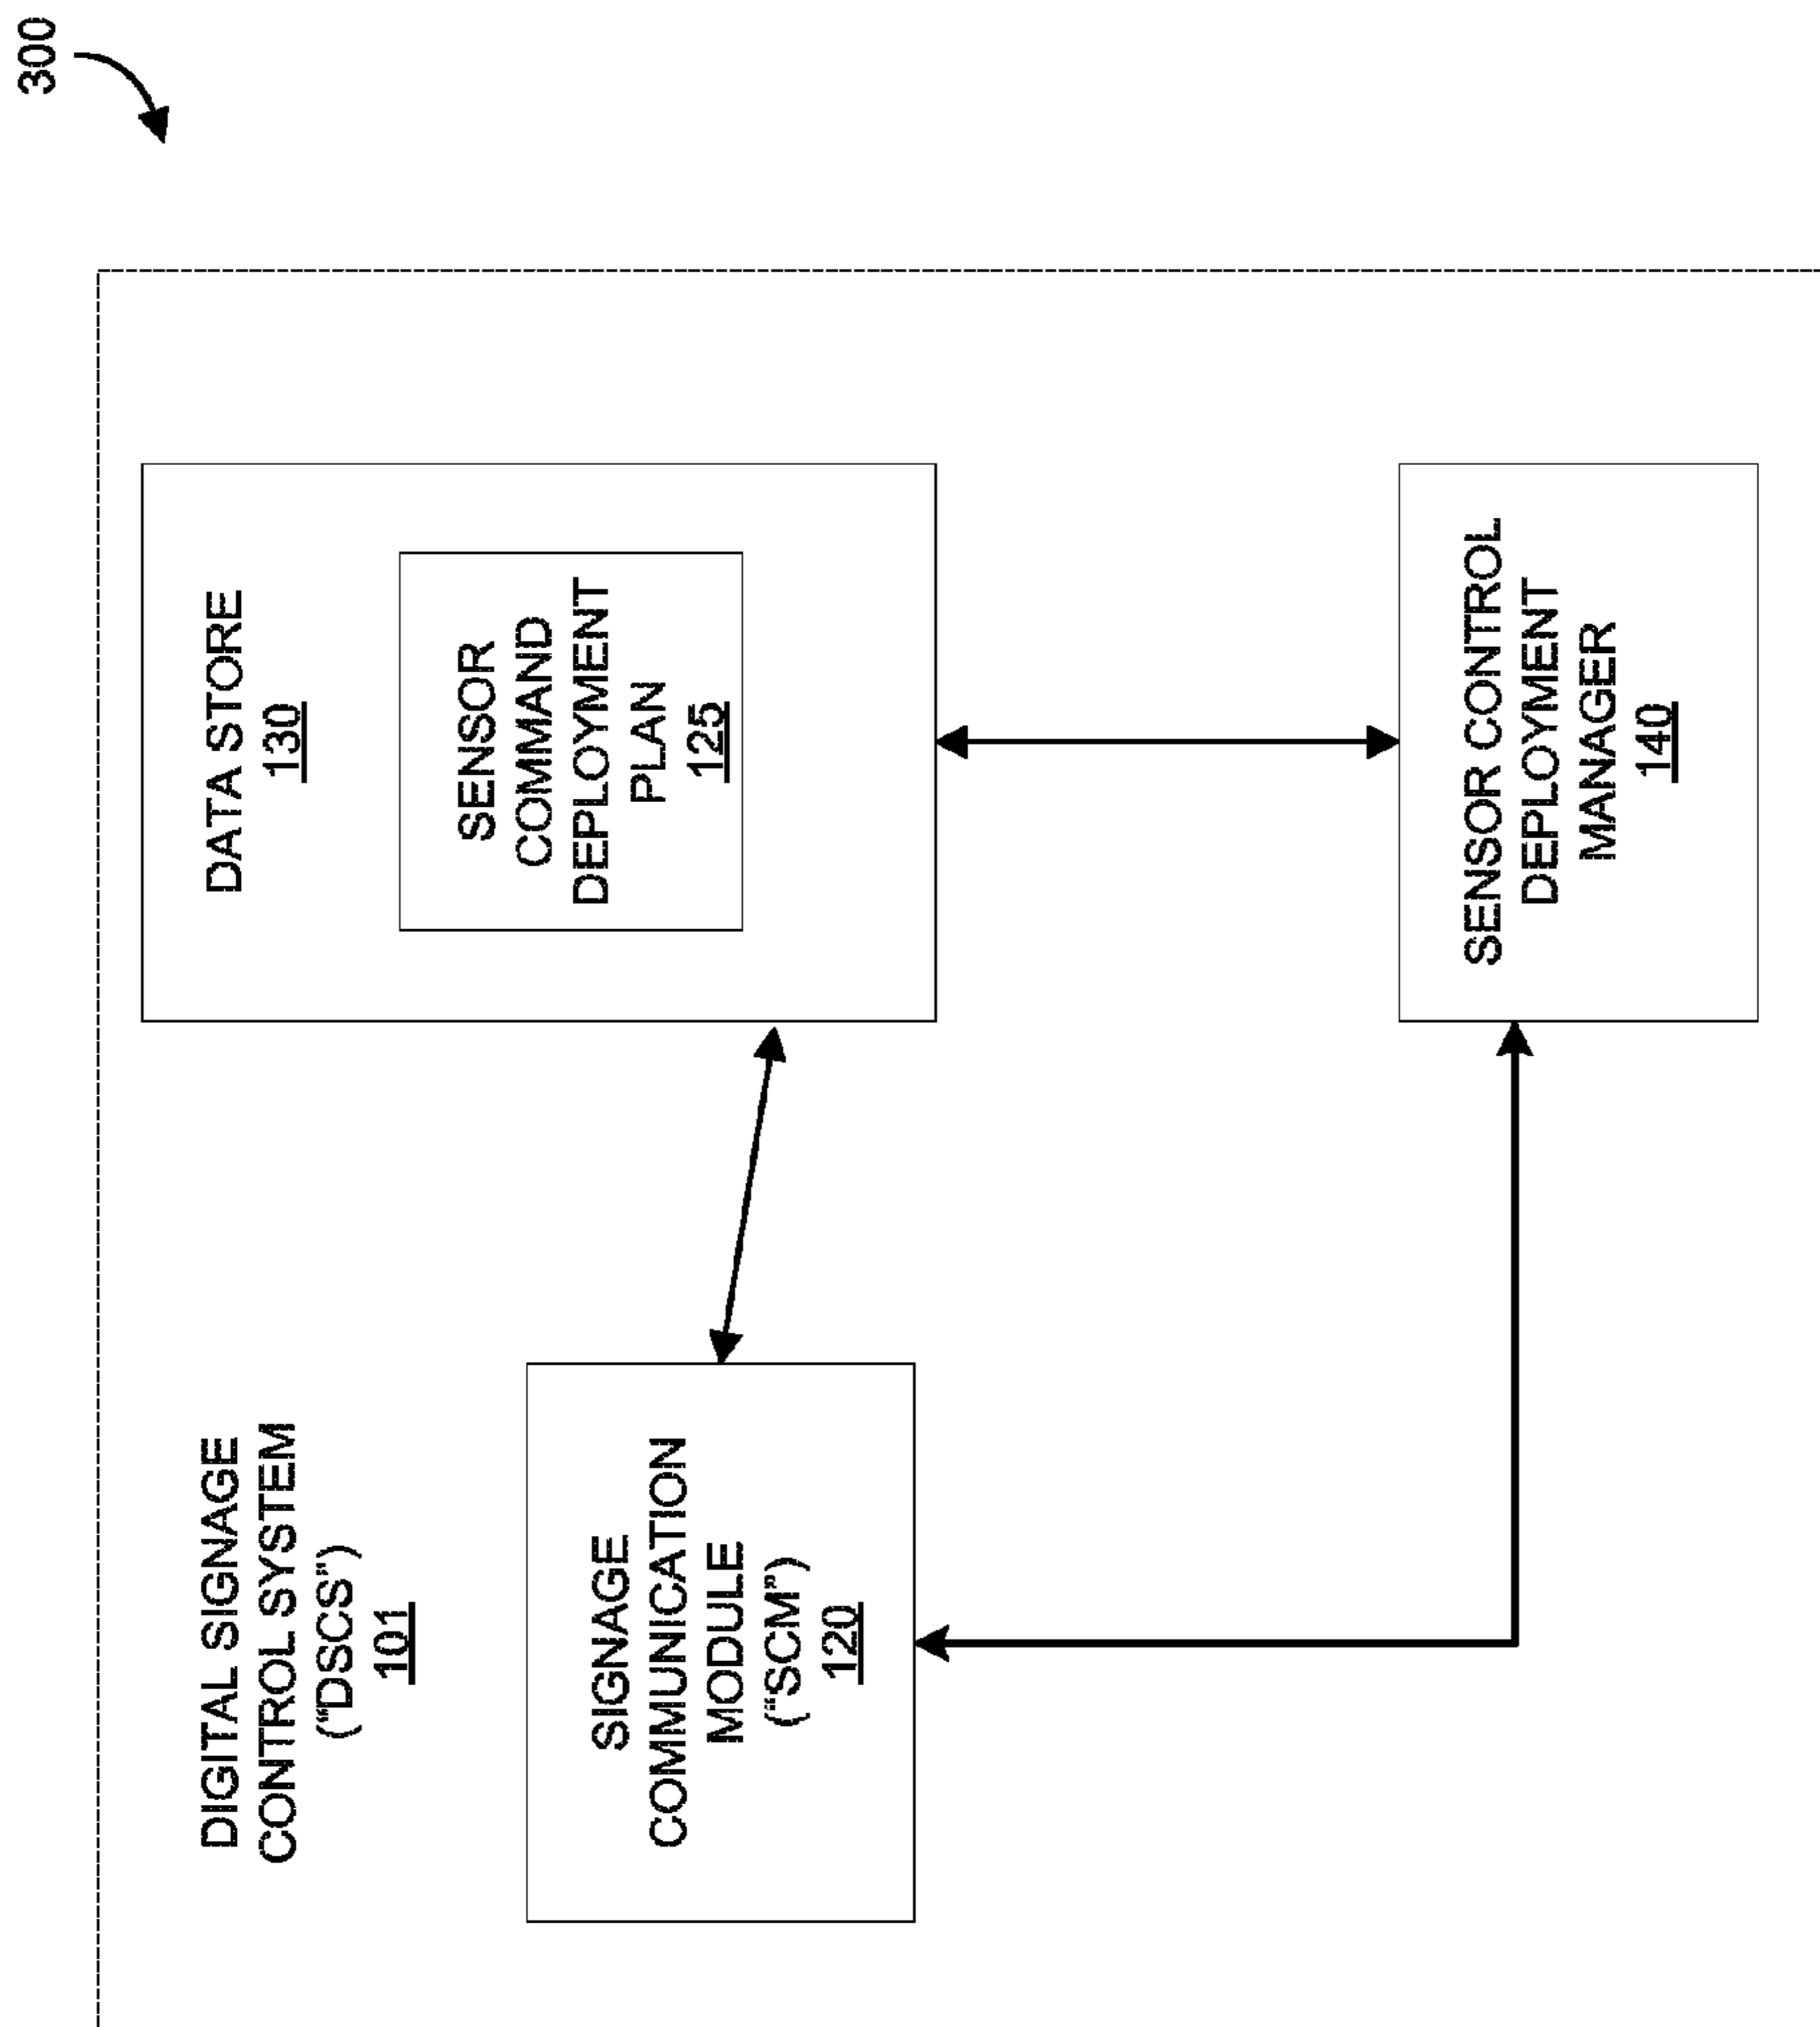 300
DIGITAL SIGNAGE
CONTROL SYSTEM
("DSCS")
101
DATA STORE
130
SENSOR
COMMAND
DEPLOYMENT
PLAN
125
SIGNAGE
COMMUNICATION
MODULE
("SCM")
120
SENSOR CONTROL
DEPLOYMENT
MANAGER
140